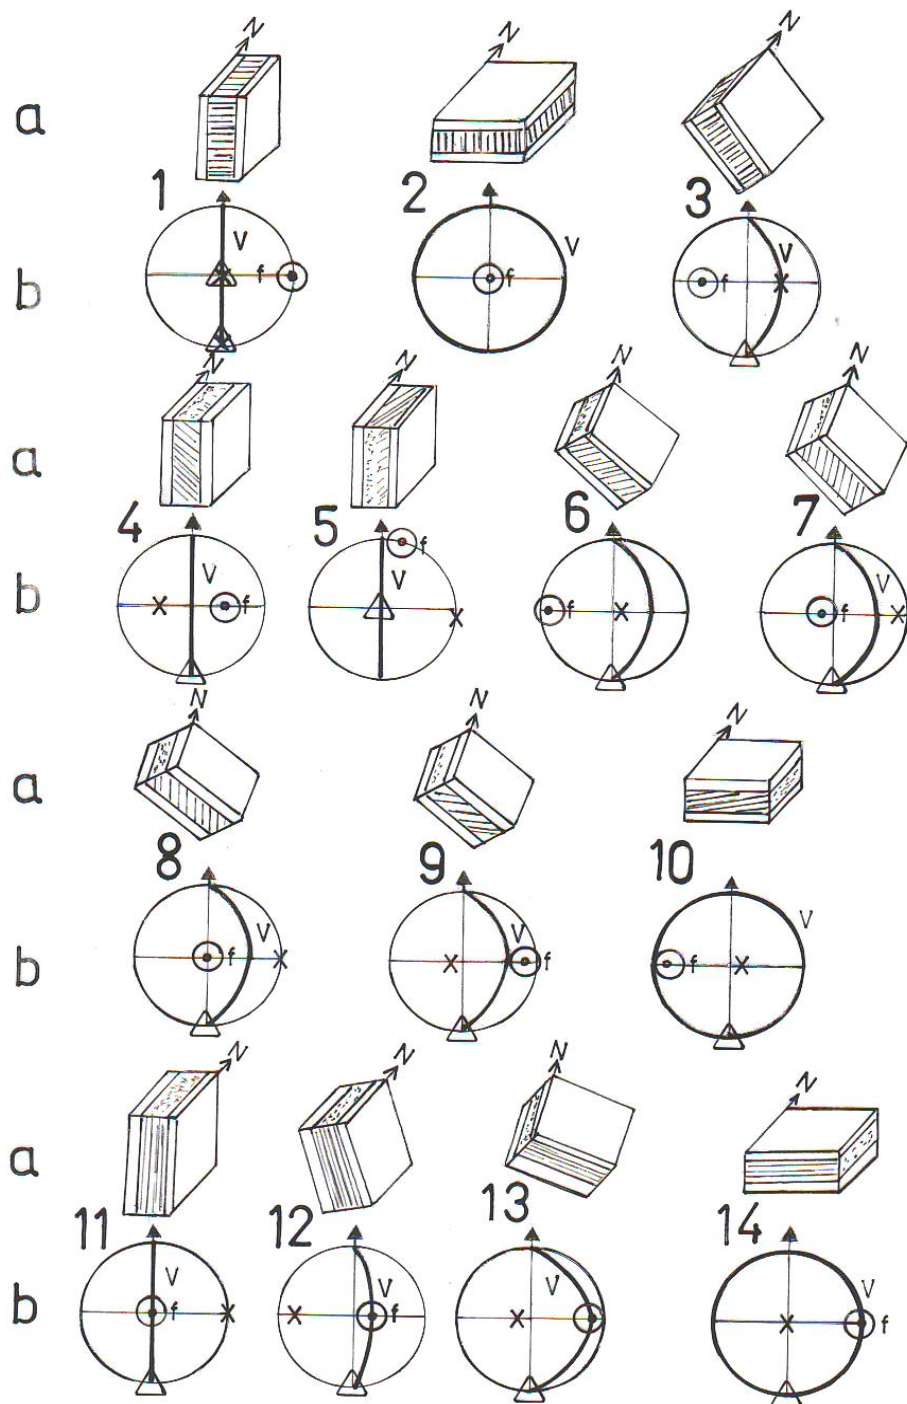 N N N
a
1 2 3
V f f V f V
b
N N N N
a
4 5 6 7
V f f V f f V
b
N N N
a
8 9 10
f V V f f V
b
N N N N
a
11 12 13 14
V f V f V V f
b